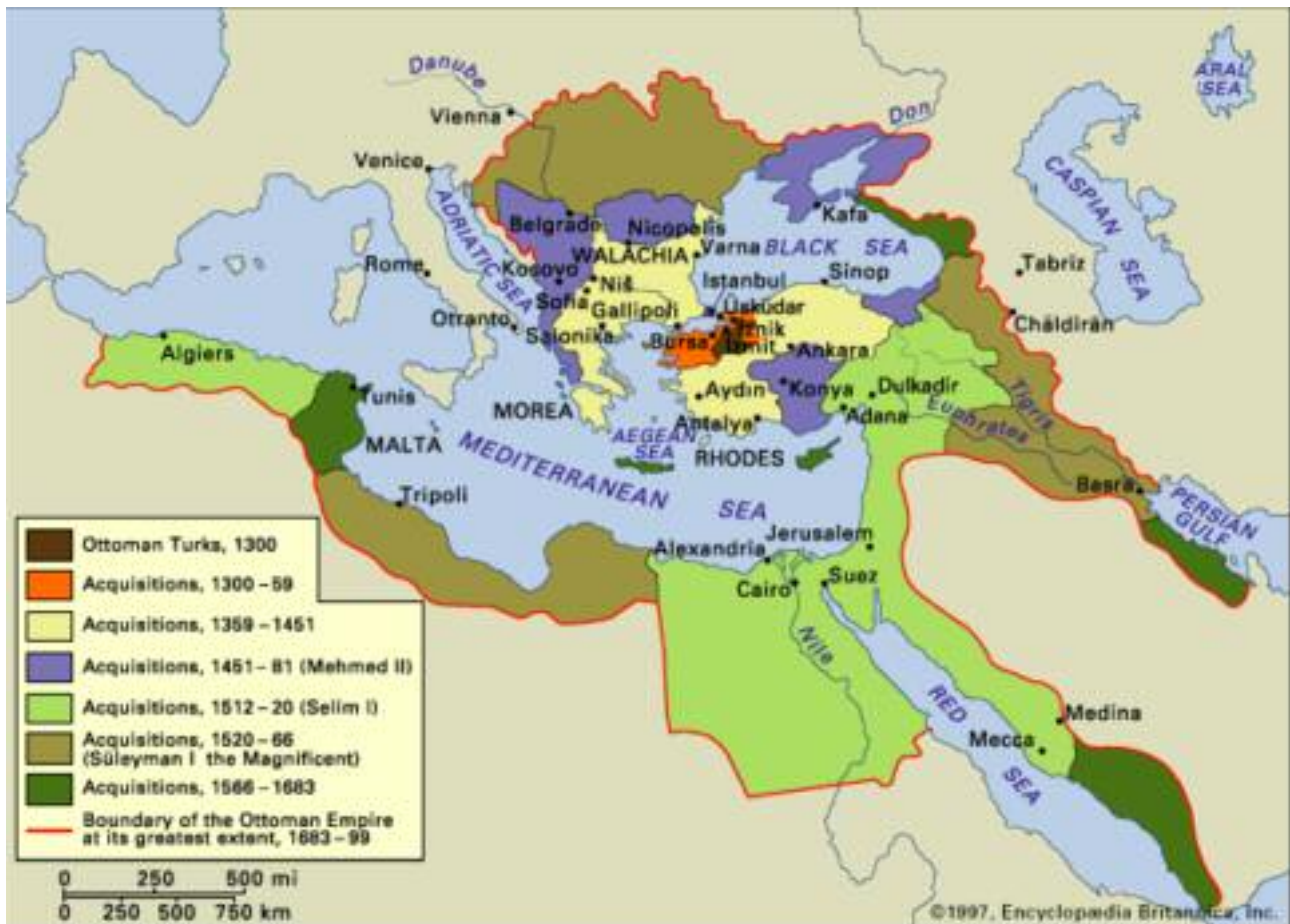 Danube
Vienna
Don
ARAL
SEA
Venice
CASPIAN
SEA
ADRIATIC SEA
Belgrade
Nicopolis
Kafa
WALACHIA
Varna
BLACK SEA
Rome
Kosovo
Niš
Istanbul
Sinop
Tabriz
Sofia
Gallipoli
Üsküdar
Otranto
Salonika
Bursa
İznik
İzmit
Ankara
Chāldirān
Algiers
Tunis
MOREA
Aydın
Konya
Dulkadir
Tigris
Antalya
Adana
Euphrates
MALTA
AEGEAN
SEA
RHODES
MEDITERRANEAN
SEA
Tripoli
Basra
PERSIAN
GULF
Jerusalem
Alexandria
Cairo
Suez
Nile
RED
SEA
Medina
Mecca
Ottoman Turks, 1300
Acquisitions, 1300–59
Acquisitions, 1359–1451
Acquisitions, 1451–81 (Mehmed II)
Acquisitions, 1512–20 (Selim I)
Acquisitions, 1520–66
(Süleyman I the Magnificent)
Acquisitions, 1566–1683
Boundary of the Ottoman Empire
at its greatest extent, 1683–99
0 250 500 mi
0 250 500 750 km
©1997, Encyclopædia Britannica, Inc.